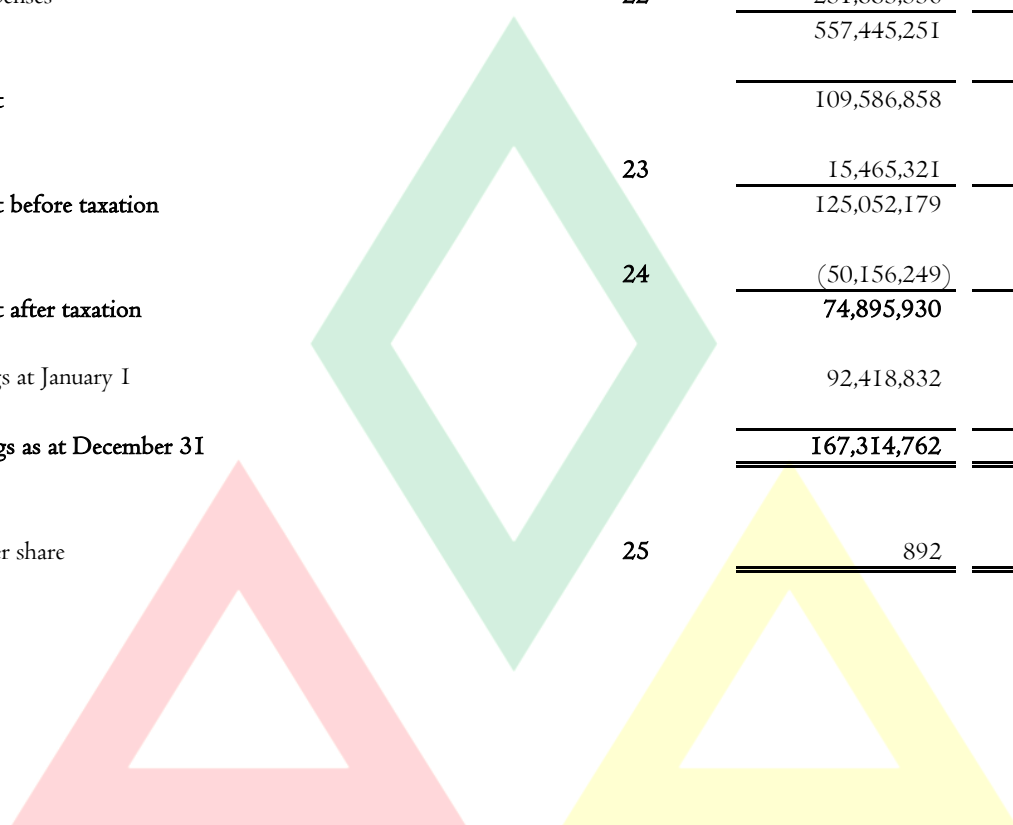 557,445,251
109,586,858
23 15,465,321
before taxation 125,052,179
24 (50,156,249)
after taxation 74,895,930
at January 1 92,418,832
as at December 31 167,314,762
share 25 892